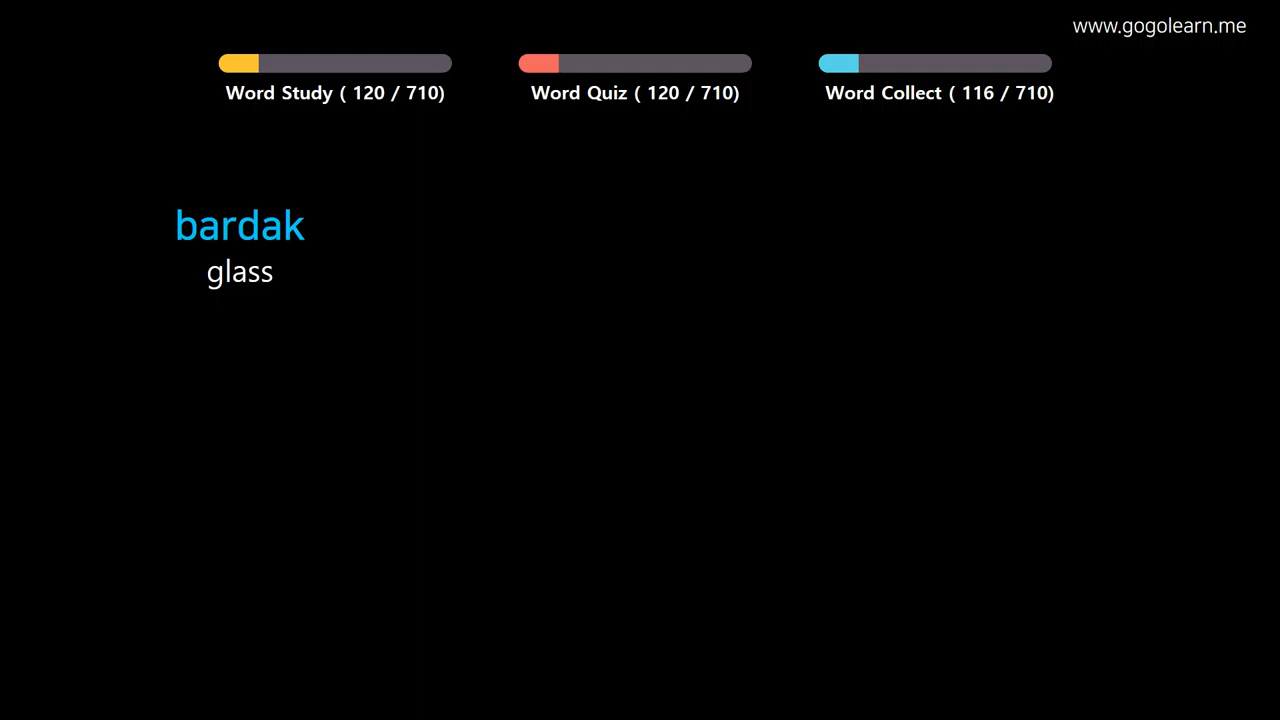 www.gogolearn.me
Word Study ( 120 / 710)
Word Quiz ( 120 / 710)
Word Collect ( 116 / 710)
bardak
glass